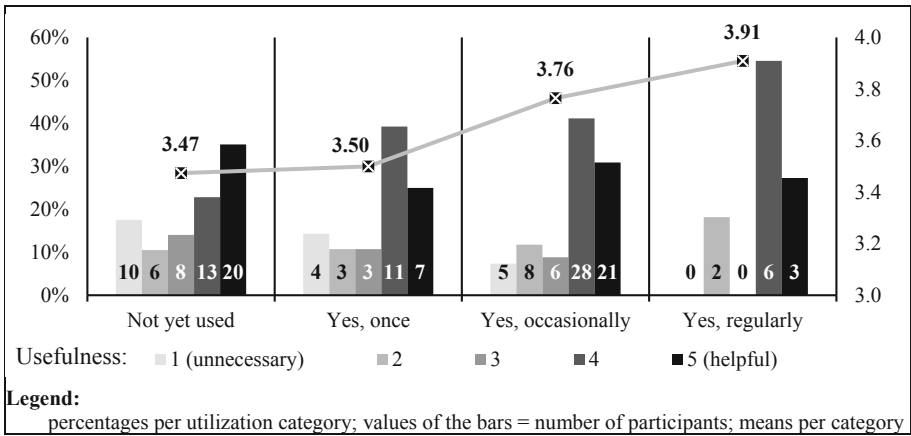 60%
50%
40%
30%
20%
10%
0%
3.47
3.50
3.76
3.91
4.0
3.8
3.6
3.4
3.2
3.0
10 6 8 13 20
4 3 3 11 7
5 8 6 28 21
0 2 0 6 3
Not yet used Yes, once Yes, occasionally Yes, regularly
Usefulness: 1 (unnecessary) 2 3 4 5 (helpful)
Legend:
percentages per utilization category; values of the bars = number of participants; means per category